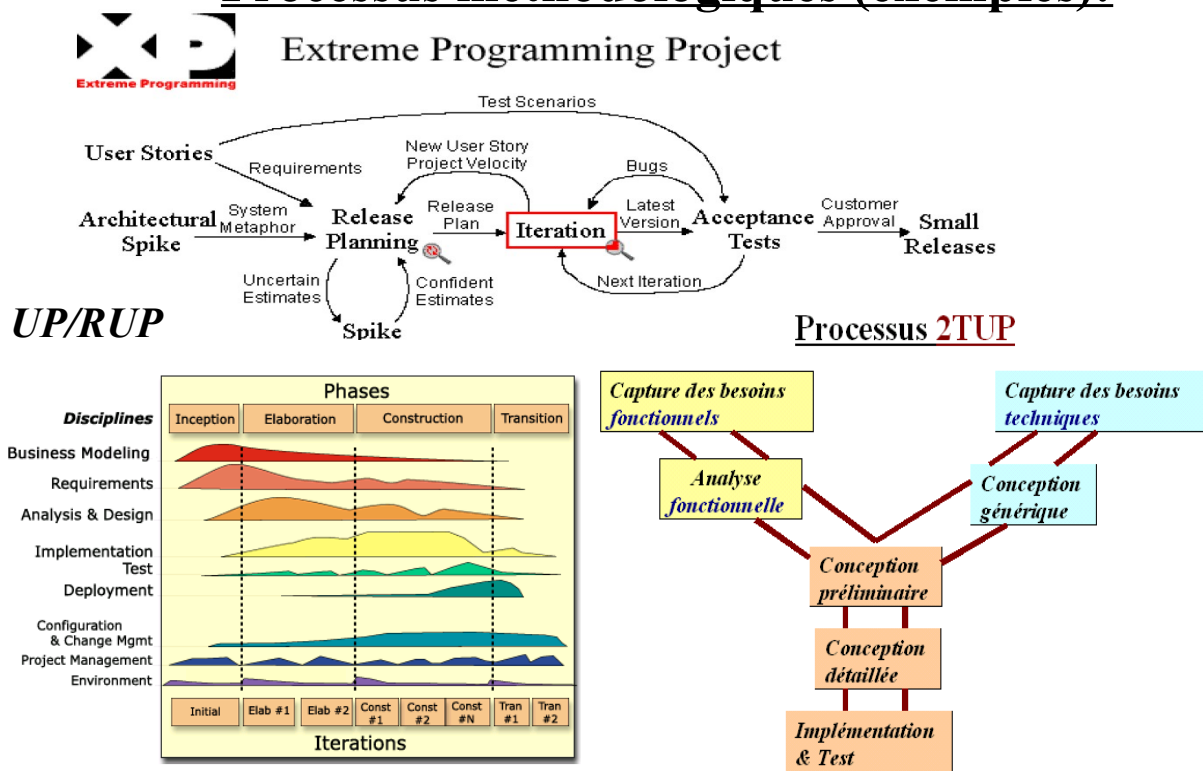 Processus méthodologiques (exemples):
XP
Extreme Programming
Extreme Programming Project
Test Scenarios
User Stories
Requirements
New User Story
Project Velocity
Bugs
Architectural
Spike
System
Metaphor
Release
Planning
Release
Plan
Iteration
Latest
Version
Acceptance
Tests
Customer
Approval
Small
Releases
Uncertain
Estimates
Confident
Estimates
Next Iteration
Spike
UP/RUP
Processus 2TUP
Phases
Disciplines
Inception
Elaboration
Construction
Transition
Business Modeling
Requirements
Analysis & Design
Implementation
Test
Deployment
Configuration
& Change Mgmt
Project Management
Environment
Initial
Elab #1
Elab #2
Const
#1
Const
#2
Const
#N
Tran
#1
Tran
#2
Iterations
Capture des besoins
fonctionnels
Capture des besoins
techniques
Analyse
fonctionnelle
Conception
générique
Conception
préliminaire
Conception
détaillée
Implémentation
& Test